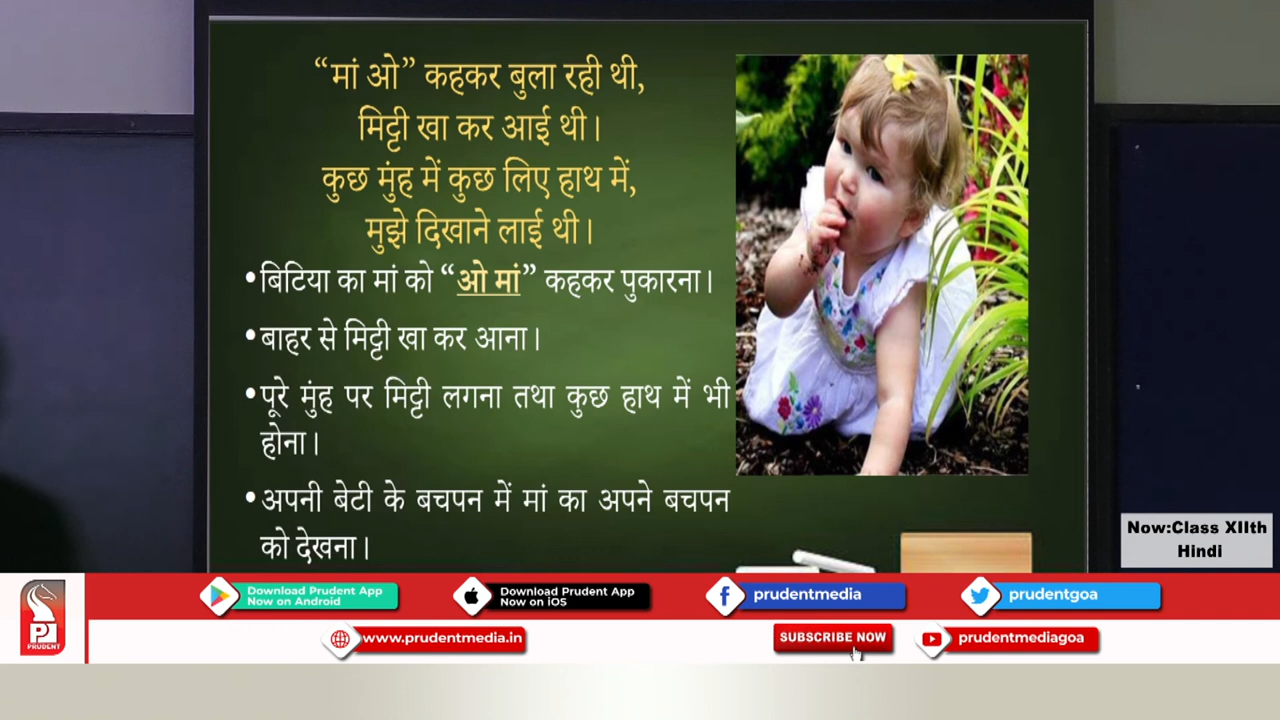 “मां ओ” कहकर बुला रही थी,
मिट्टी खा कर आई थी।
कुछ मुंह में कुछ लिए हाथ में,
मुझे दिखाने लाई थी।
•बिटिया का मां को “ओ मां” कहकर पुकारना।
•बाहर से मिट्टी खा कर आना।
•पूरे मुंह पर मिट्टी लगना तथा कुछ हाथ में भी
होना।
•अपनी बेटी के बचपन में मां का अपने बचपन
को देखना।
Now:Class XIIth
Hindi
PRUDENT
Download Prudent App
Now on Android
Download Prudent App
Now on iOS
prudentmedia
prudentgoa
www.prudentmedia.in
SUBSCRIBE NOW
prudentmediagoa